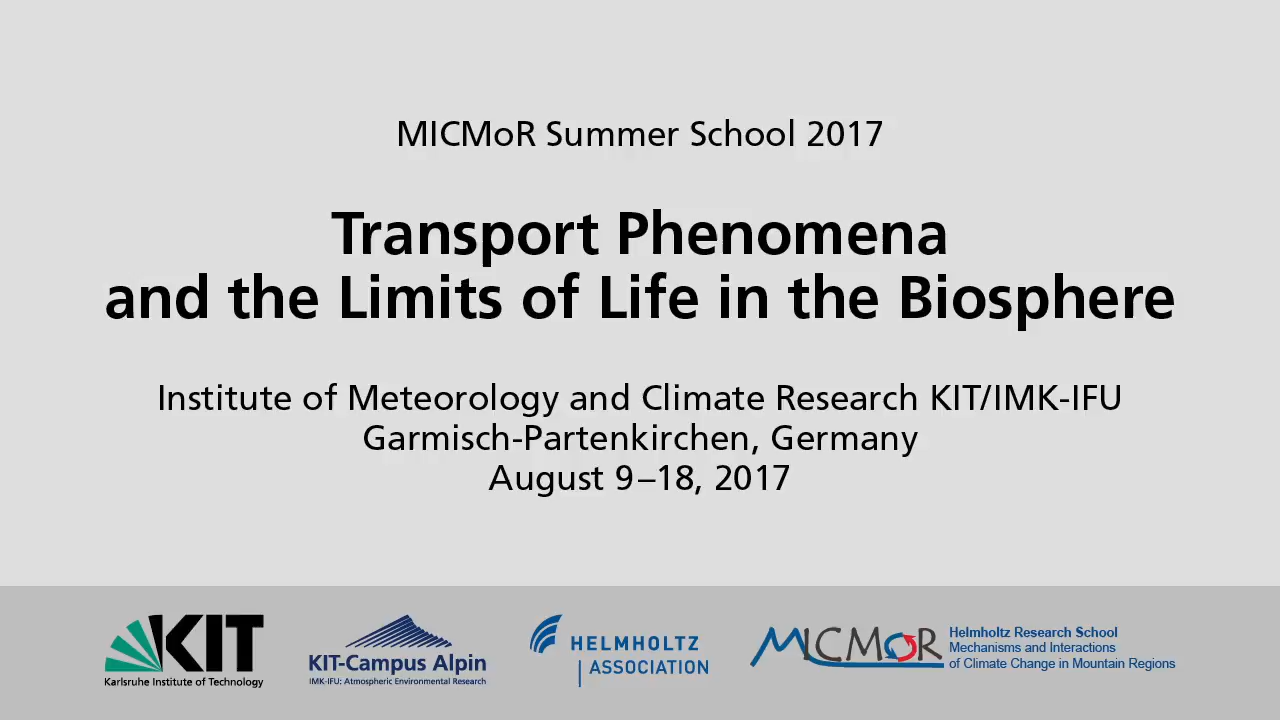 MICMoR Summer School 2017
Transport Phenomena
and the Limits of Life in the Biosphere
Institute of Meteorology and Climate Research KIT/IMK-IFU
Garmisch-Partenkirchen, Germany
August 9–18, 2017
KIT
Karlsruhe Institute of Technology
KIT-Campus Alpin
IMK-IFU: Atmospheric Environmental Research
HELMHOLTZ
ASSOCIATION
MICMoR
Helmholtz Research School
Mechanisms and Interactions
of Climate Change in Mountain Regions